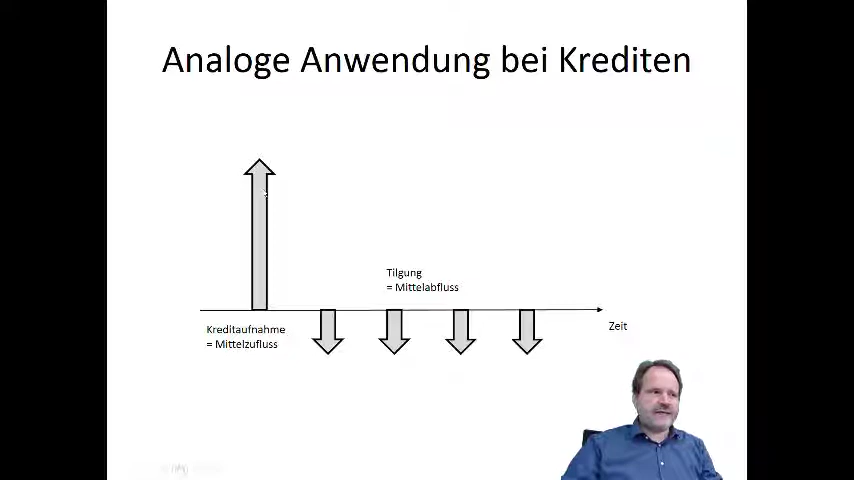 Analoge Anwendung bei Krediten
Tilgung
= Mittelabfluss
Kreditaufnahme
= Mittelzufluss
Zeit